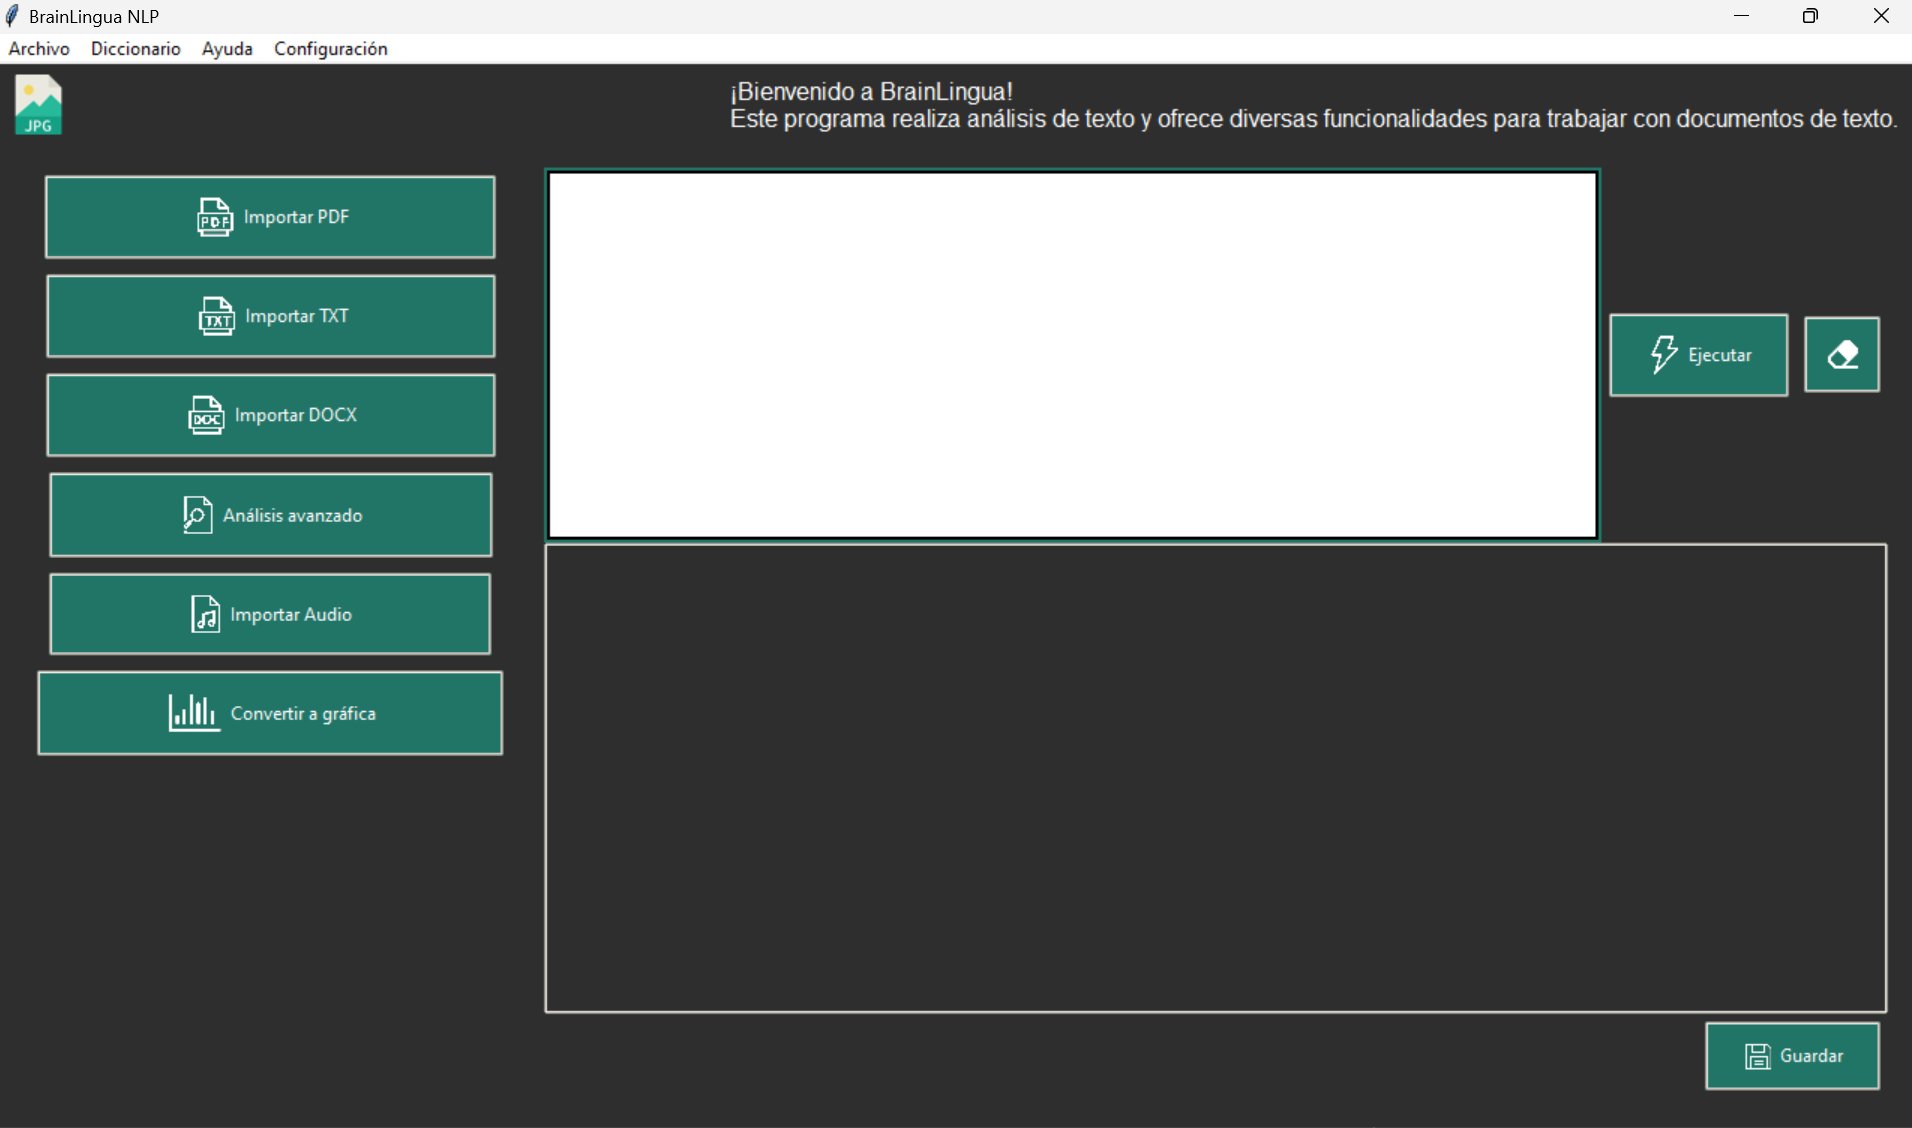 BrainLingua NLP
Archivo Diccionario Ayuda Configuración
JPG
¡Bienvenido a BrainLingua!
Este programa realiza análisis de texto y ofrece diversas funcionalidades para trabajar con documentos de texto.
PDF Importar PDF
TXT Importar TXT
DOC Importar DOCX
Análisis avanzado
Importar Audio
Convertir a gráfica
Ejecutar
Guardar